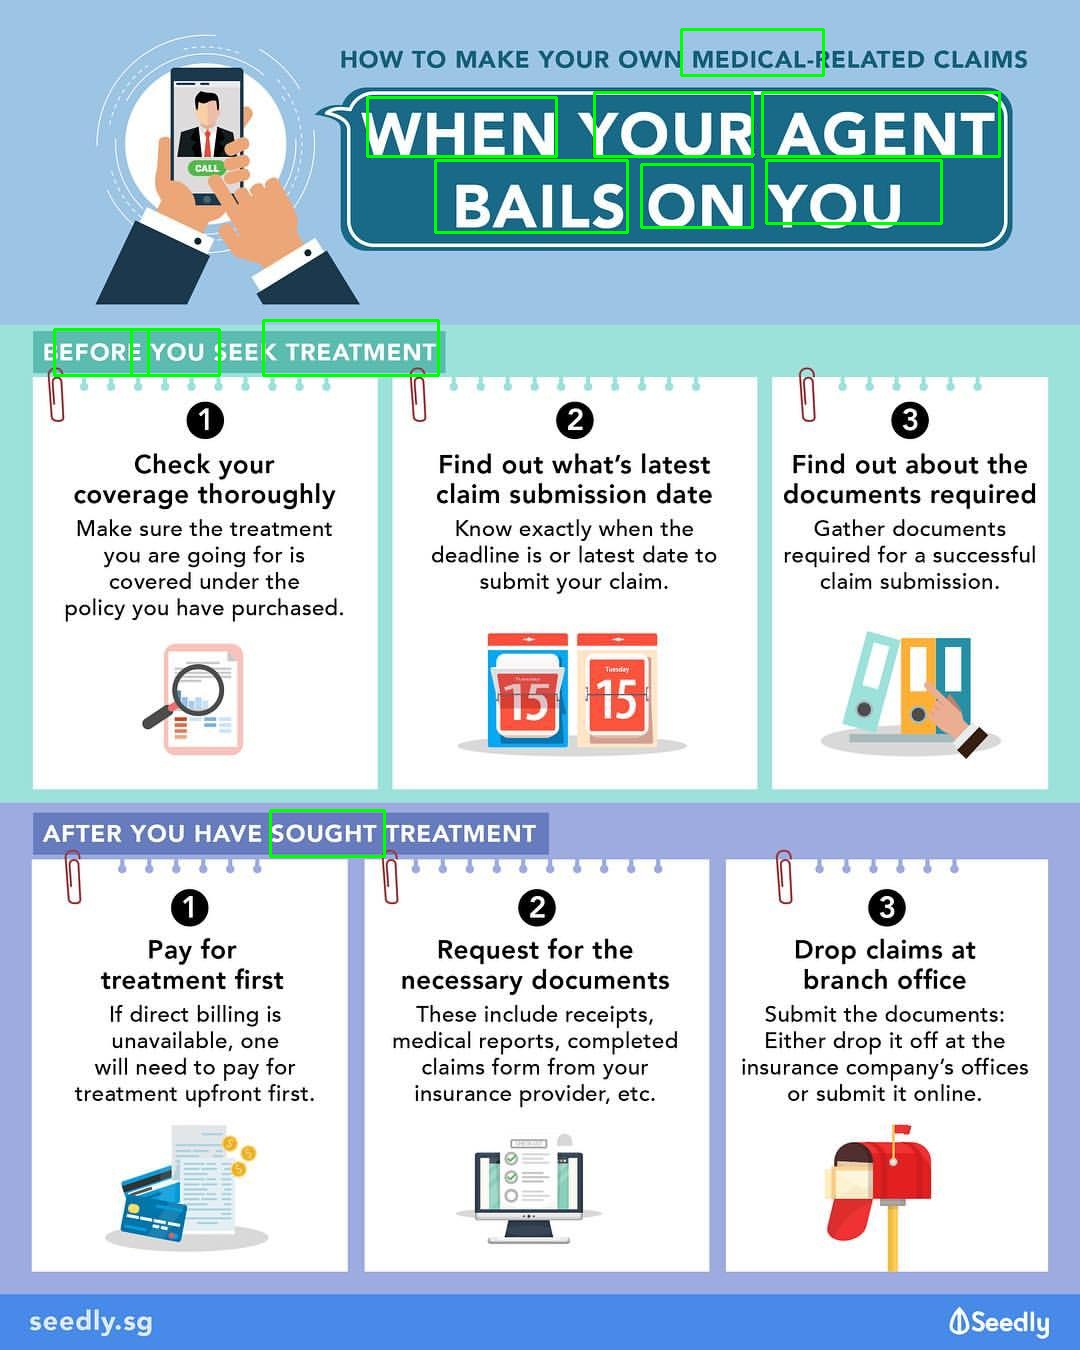 HOW TO MAKE YOUR OWN MEDICAL-RELATED CLAIMS
WHEN YOUR AGENT
BAILS ON YOU
CALL
BEFORE YOU SEEK TREATMENT
1
Check your
coverage thoroughly
Make sure the treatment
you are going for is
covered under the
policy you have purchased.
2
Find out what's latest
claim submission date
Know exactly when the
deadline is or latest date to
submit your claim.
15
Tuesday
15
3
Find out about the
documents required
Gather documents
required for a successful
claim submission.
AFTER YOU HAVE SOUGHT TREATMENT
1
Pay for
treatment first
If direct billing is
unavailable, one
will need to pay for
treatment upfront first.
2
Request for the
necessary documents
These include receipts,
medical reports, completed
claims form from your
insurance provider, etc.
CHECKLIST
3
Drop claims at
branch office
Submit the documents:
Either drop it off at the
insurance company's offices
or submit it online.
seedly.sg
Seedly